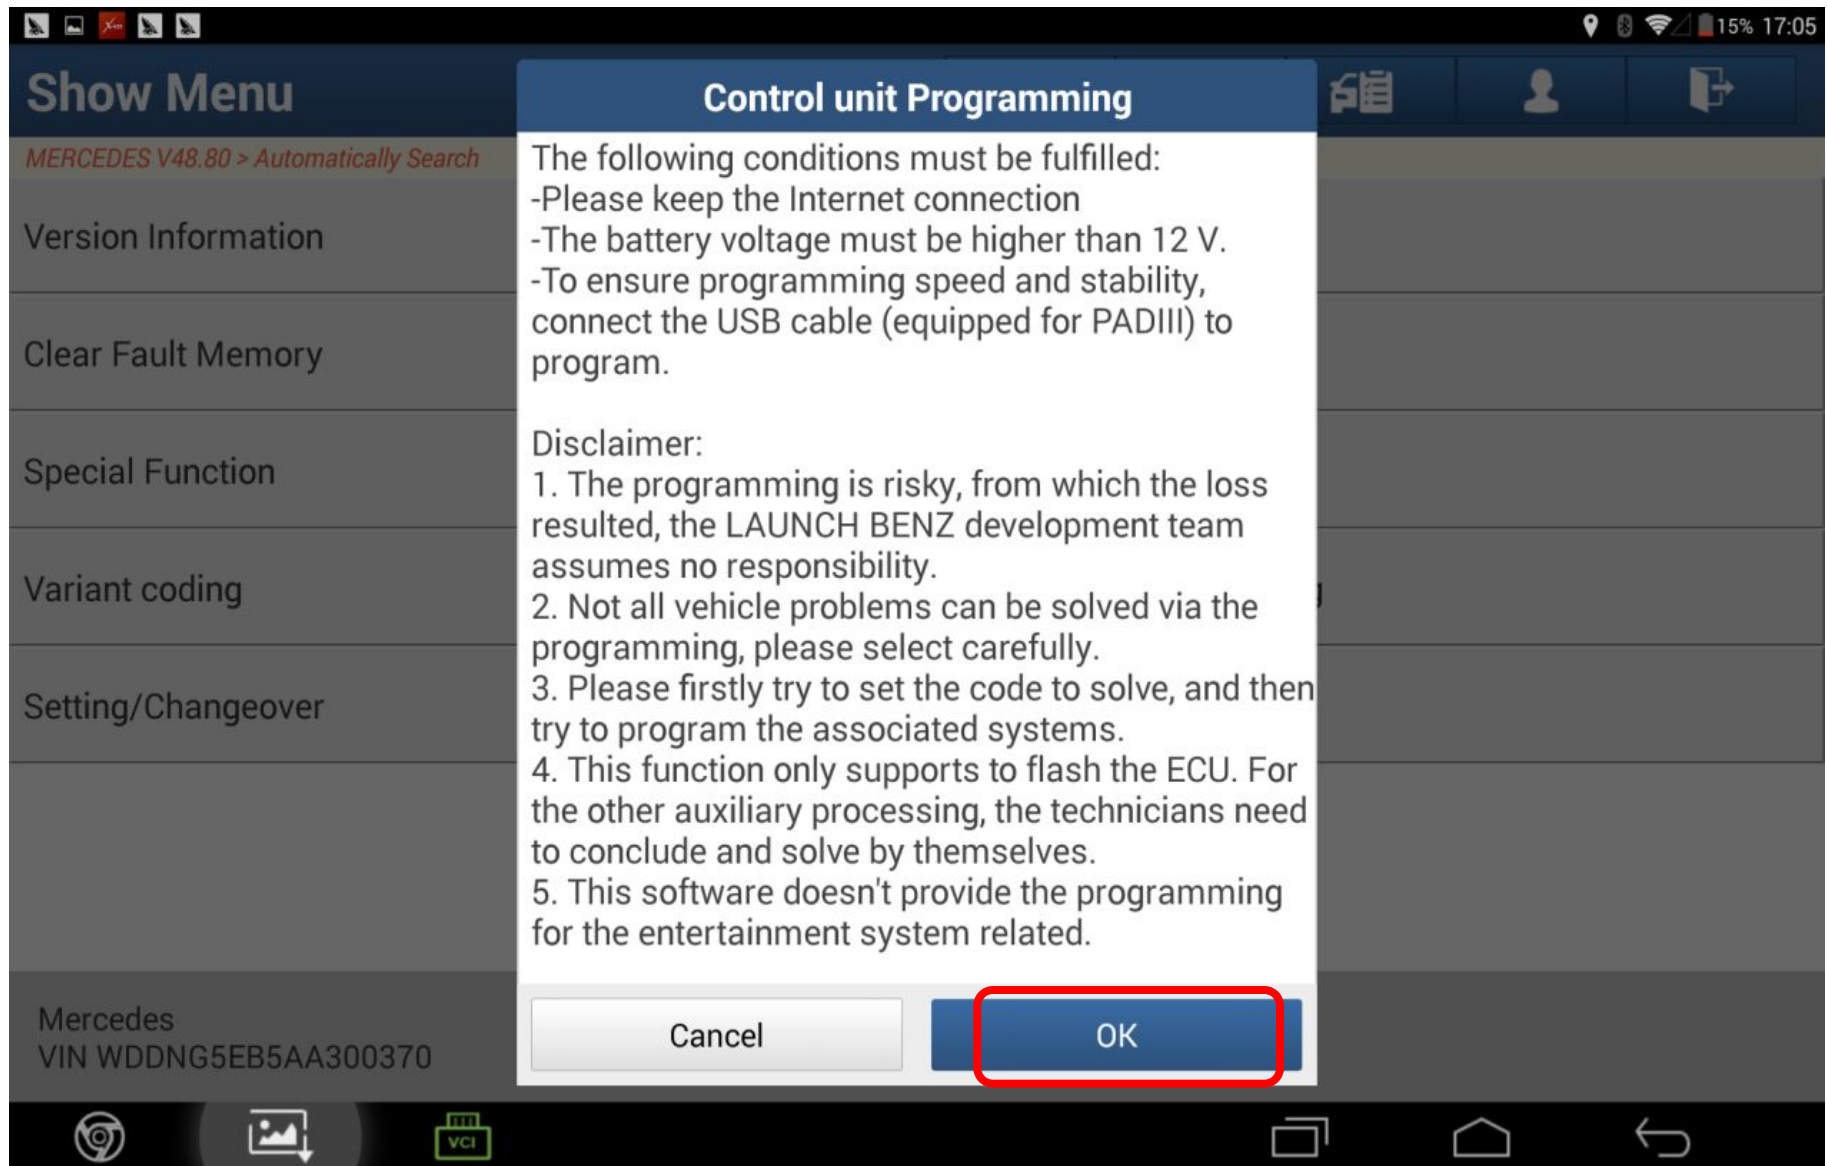 15% 17:05
Show Menu
Control unit Programming
MERCEDES V48.80 > Automatically Search
Version Information
Clear Fault Memory
Special Function
Variant coding
Setting/Changeover
The following conditions must be fulfilled:
-Please keep the Internet connection
-The battery voltage must be higher than 12 V.
-To ensure programming speed and stability,
connect the USB cable (equipped for PADIII) to
program.
Disclaimer:
1. The programming is risky, from which the loss
resulted, the LAUNCH BENZ development team
assumes no responsibility.
2. Not all vehicle problems can be solved via the
programming, please select carefully.
3. Please firstly try to set the code to solve, and then
try to program the associated systems.
4. This function only supports to flash the ECU. For
the other auxiliary processing, the technicians need
to conclude and solve by themselves.
5. This software doesn't provide the programming
for the entertainment system related.
Cancel
OK
Mercedes
VIN WDDNG5EB5AA300370
VCI